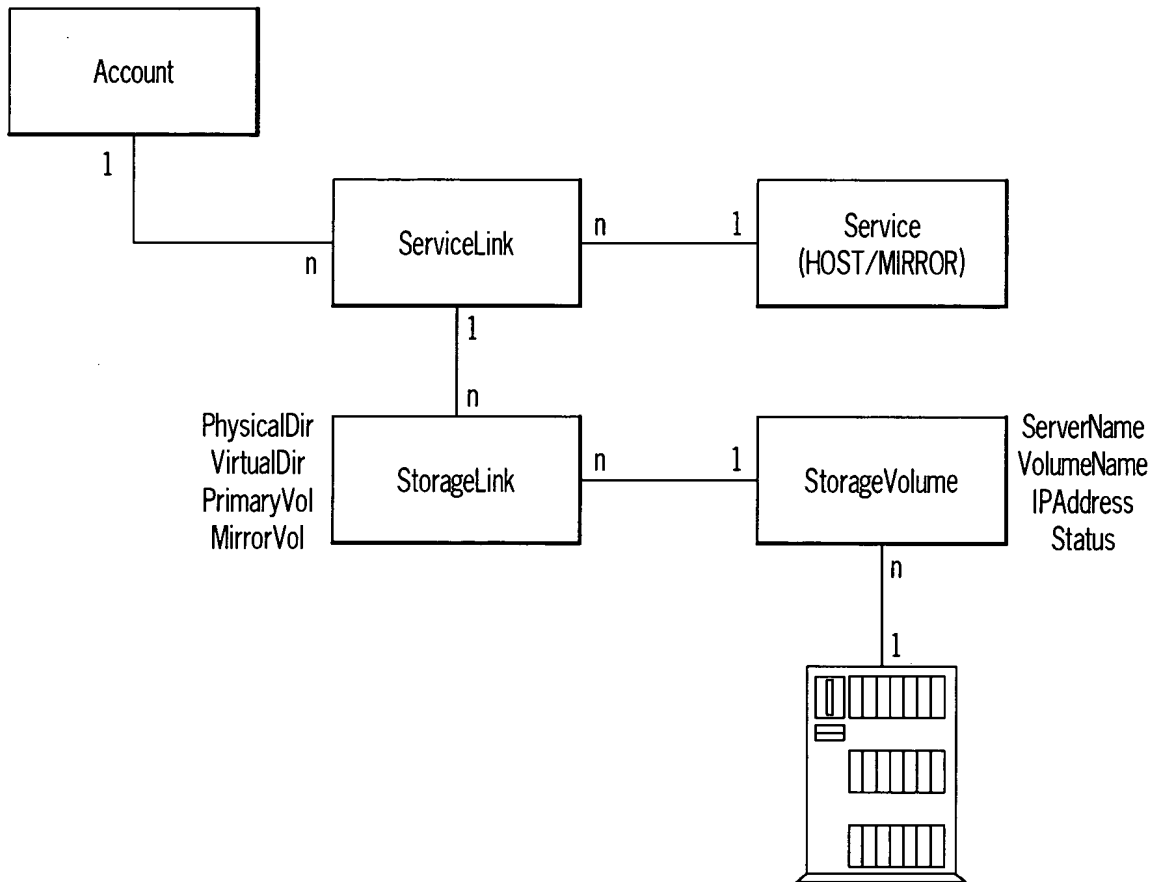 Account
1
n
ServiceLink
n
1
Service
(HOST/MIRROR)
1
n
PhysicalDir
VirtualDir
PrimaryVol
MirrorVol
StorageLink
n
1
StorageVolume
ServerName
VolumeName
IPAddress
Status
n
1